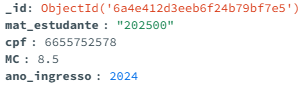 _id: ObjectId('6a4e412d3eeb6f24b79bf7e5')
mat_estudante: "202500"
cpf: 6655752578
MC: 8.5
ano_ingresso: 2024